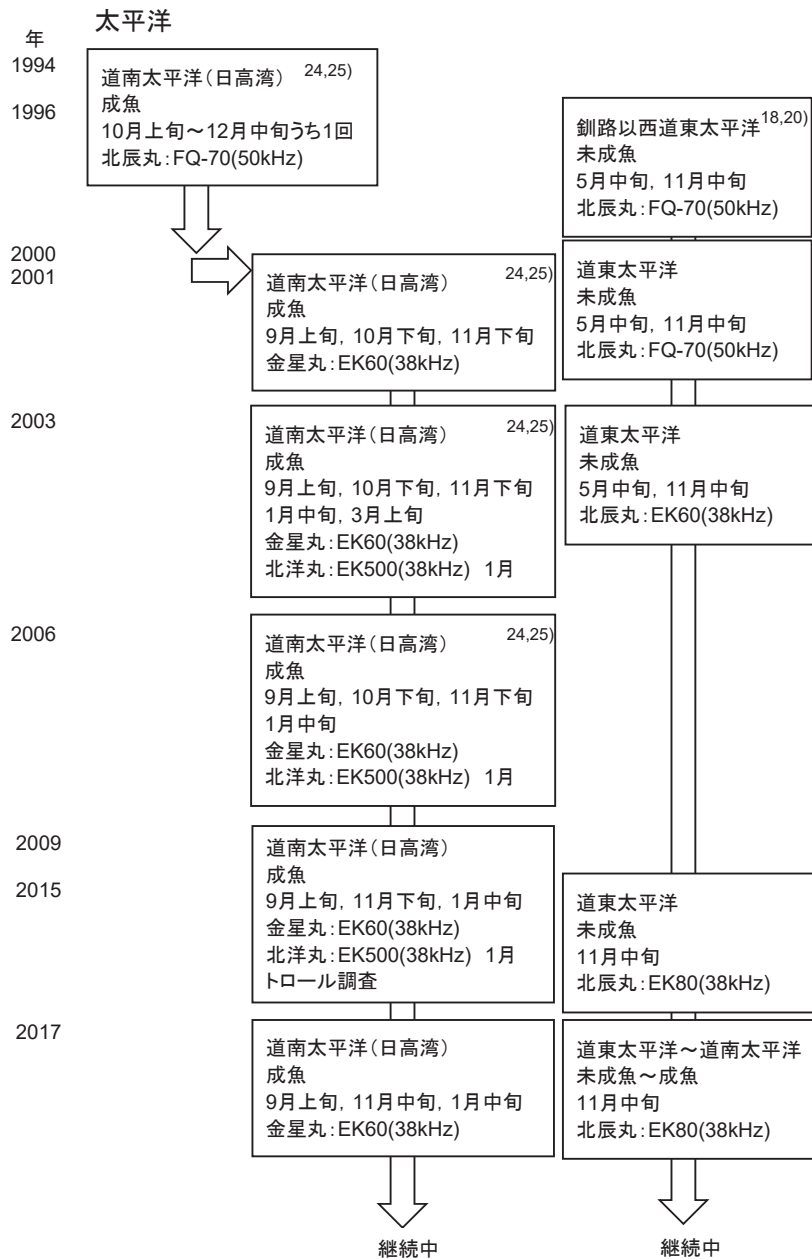 太平洋
年
1994
道南太平洋(日高湾) 24,25)
成魚
10月上旬～12月中旬うち1回
北辰丸:FQ-70(50kHz)
1996
釧路以西道東太平洋18,20)
未成魚
5月中旬, 11月中旬
北辰丸:FQ-70(50kHz)
2000
2001
道南太平洋(日高湾) 24,25)
成魚
9月上旬, 10月下旬, 11月下旬
金星丸:EK60(38kHz)
道東太平洋
未成魚
5月中旬, 11月中旬
北辰丸:FQ-70(50kHz)
2003
道南太平洋(日高湾) 24,25)
成魚
9月上旬, 10月下旬, 11月下旬
1月中旬, 3月上旬
金星丸:EK60(38kHz)
北洋丸:EK500(38kHz) 1月
道東太平洋
未成魚
5月中旬, 11月中旬
北辰丸:EK60(38kHz)
2006
道南太平洋(日高湾) 24,25)
成魚
9月上旬, 10月下旬, 11月下旬
1月中旬
金星丸:EK60(38kHz)
北洋丸:EK500(38kHz) 1月
2009
道南太平洋(日高湾)
成魚
9月上旬, 11月下旬, 1月中旬
金星丸:EK60(38kHz)
北洋丸:EK500(38kHz) 1月
トロール調査
2015
道東太平洋
未成魚
11月中旬
北辰丸:EK80(38kHz)
2017
道南太平洋(日高湾)
成魚
9月上旬, 11月中旬, 1月中旬
金星丸:EK60(38kHz)
道東太平洋～道南太平洋
未成魚～成魚
11月中旬
北辰丸:EK80(38kHz)
継続中
継続中